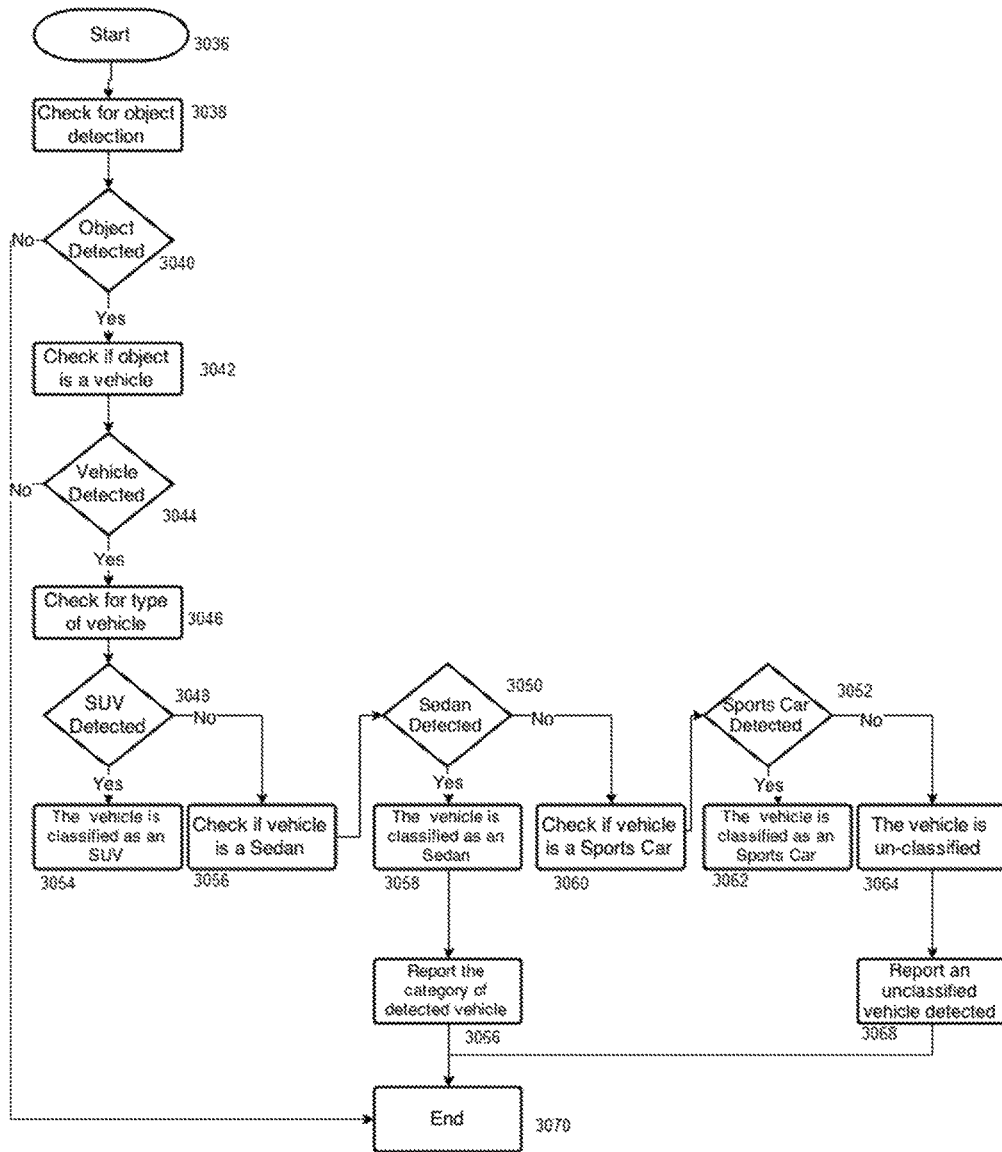 Start
3036
Check for object
detection
3038
Object
Detected
No
3040
Yes
Check if object
is a vehicle
3042
Vehicle
Detected
No
3044
Yes
Check for type
of vehicle
3046
SUV
Detected
3048
No
Yes
Sedan
Detected
3050
No
Yes
Sports Car
Detected
3052
No
Yes
The vehicle is
classified as an
SUV
3054
Check if vehicle
is a Sedan
3056
The vehicle is
classified as an
Sedan
3058
Check if vehicle
is a Sports Car
3060
The vehicle is
classified as an
Sports Car
3062
The vehicle is
un-classified
3064
Report the
category of
detected vehicle
3066
Report an
unclassified
vehicle detected
3068
End
3070